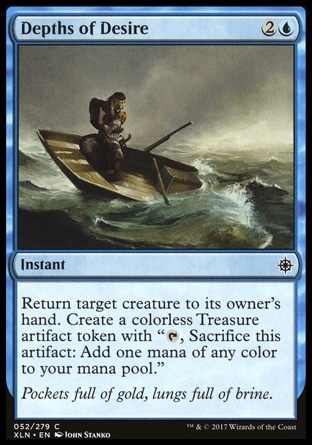 Depths of Desire 2
Instant
Return target creature to its owner's
hand. Create a colorless Treasure
artifact token with “, Sacrifice this
artifact: Add one mana of any color
to your mana pool.”
Pockets full of gold, lungs full of brine.
052/279 C
XLN • EN John Stanko ™ & © 2017 Wizards of the Coast